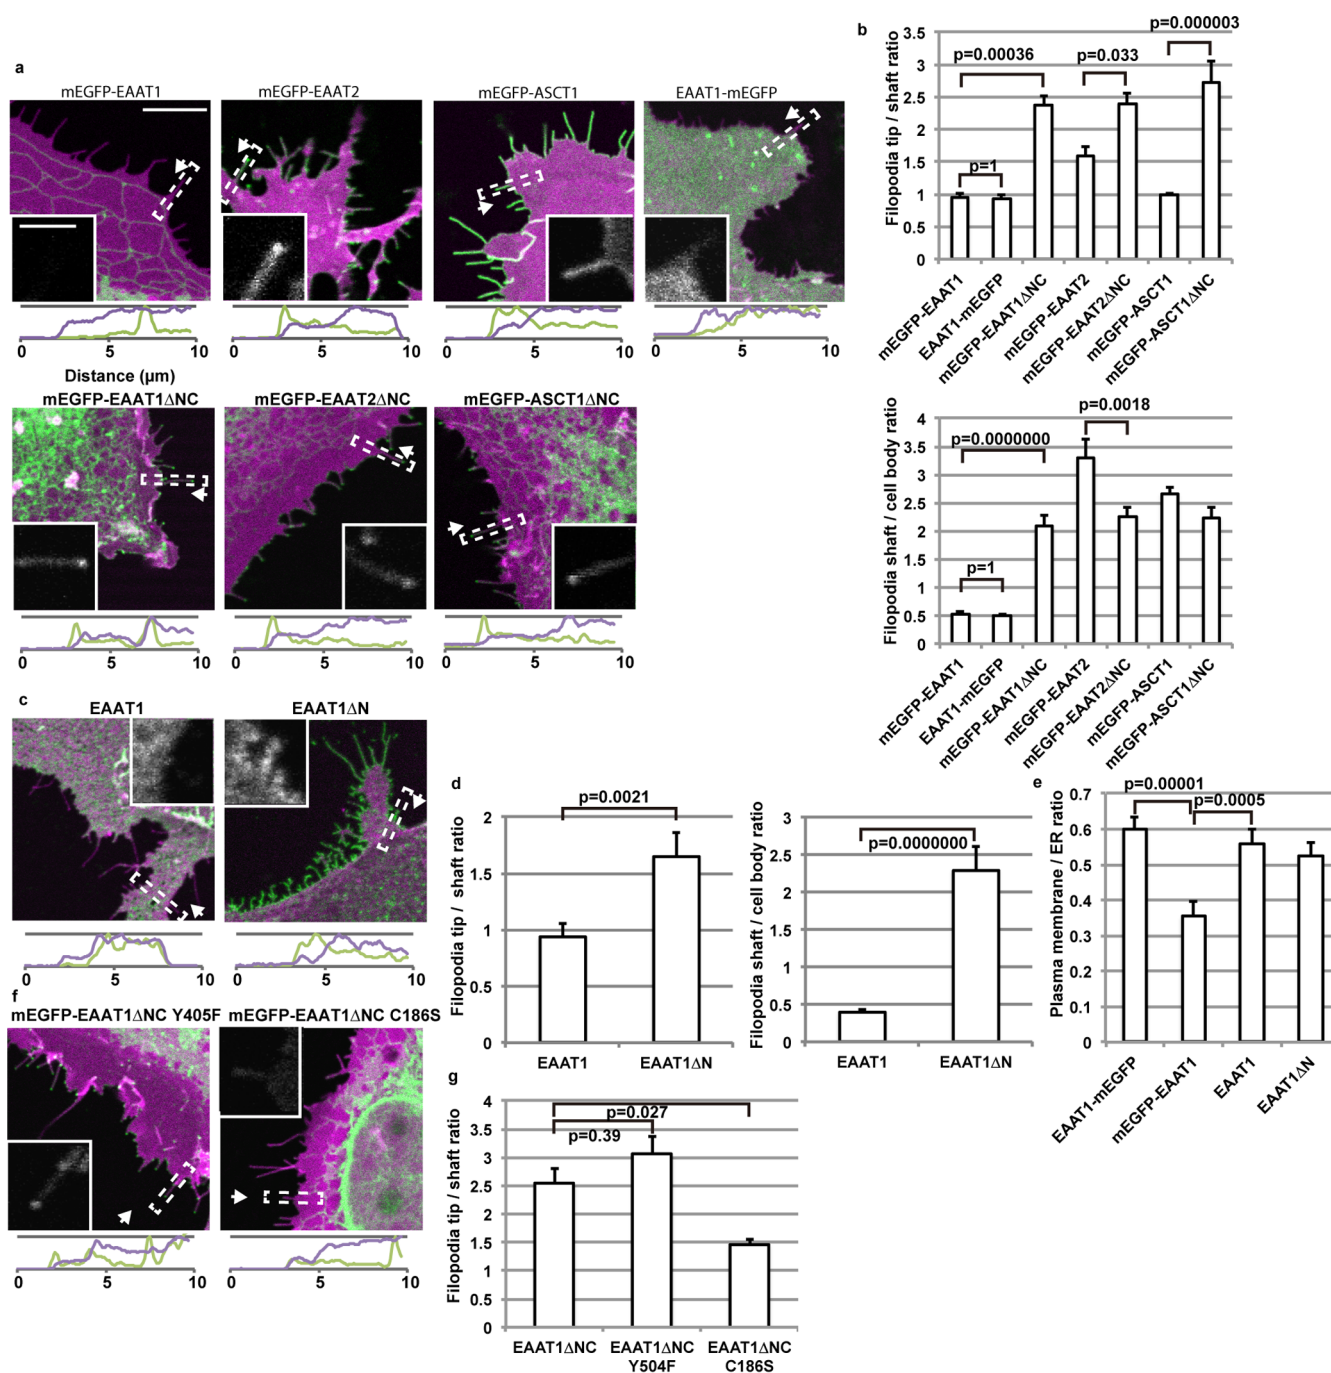 a
mEGFP-EAAT1
mEGFP-EAAT2
mEGFP-ASCT1
EAAT1-mEGFP
0 5 10
0 5 10
0 5 10
0 5 10
Distance (µm)
mEGFP-EAAT1ΔNC
mEGFP-EAAT2ΔNC
mEGFP-ASCT1ΔNC
0 5 10
0 5 10
0 5 10
b
Filopodia tip / shaft ratio
3.5
3
2.5
2
1.5
1
0.5
0
p=0.00036
p=1
p=0.033
p=0.000003
mEGFP-EAAT1
EAAT1-mEGFP
mEGFP-EAAT1ΔNC
mEGFP-EAAT2
mEGFP-EAAT2ΔNC
mEGFP-ASCT1
mEGFP-ASCT1ΔNC
Filopodia shaft / cell body ratio
4
3.5
3
2.5
2
1.5
1
0.5
0
p=0.0018
p=0.0000000
p=1
mEGFP-EAAT1
EAAT1-mEGFP
mEGFP-EAAT1ΔNC
mEGFP-EAAT2
mEGFP-EAAT2ΔNC
mEGFP-ASCT1
mEGFP-ASCT1ΔNC
c
EAAT1
EAAT1ΔN
0 5 10
0 5 10
d
Filopodia tip / shaft ratio
2
1.5
1
0.5
0
p=0.0021
EAAT1
EAAT1ΔN
Filopodia shaft / cell body ratio
3
2.5
2
1.5
1
0.5
0
p=0.0000000
EAAT1
EAAT1ΔN
e
Plasma membrane / ER ratio
0.7
0.6
0.5
0.4
0.3
0.2
0.1
0
p=0.00001
p=0.0005
EAAT1-mEGFP
mEGFP-EAAT1
EAAT1
EAAT1ΔN
f
mEGFP-EAAT1ΔNC Y405F
mEGFP-EAAT1ΔNC C186S
0 5 10
0 5 10
g
Filopodia tip / shaft ratio
4
3.5
3
2.5
2
1.5
1
0.5
0
p=0.027
p=0.39
EAAT1ΔNC
EAAT1ΔNC
Y504F
EAAT1ΔNC
C186S